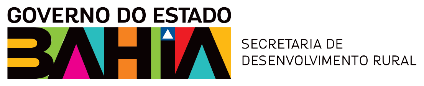 GOVERNO DO ESTADO
BAHIA
SECRETARIA DE
DESENVOLVIMENTO RURAL